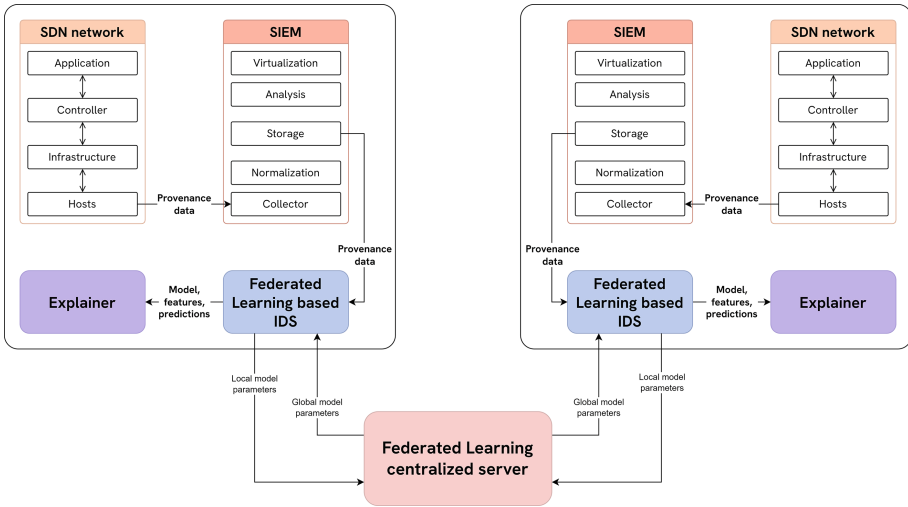 SDN network
SIEM
SIEM
SDN network
Application
Virtualization
Virtualization
Application
Analysis
Analysis
Controller
Controller
Storage
Storage
Infrastructure
Infrastructure
Normalization
Normalization
Hosts
Provenance
data
Collector
Collector
Provenance
data
Hosts
Provenance
data
Provenance
data
Explainer
Model,
features,
predictions
Federated
Learning based
IDS
Federated
Learning based
IDS
Model,
features,
predictions
Explainer
Local model
parameters
Global model
parameters
Global model
parameters
Local model
parameters
Federated Learning
centralized server